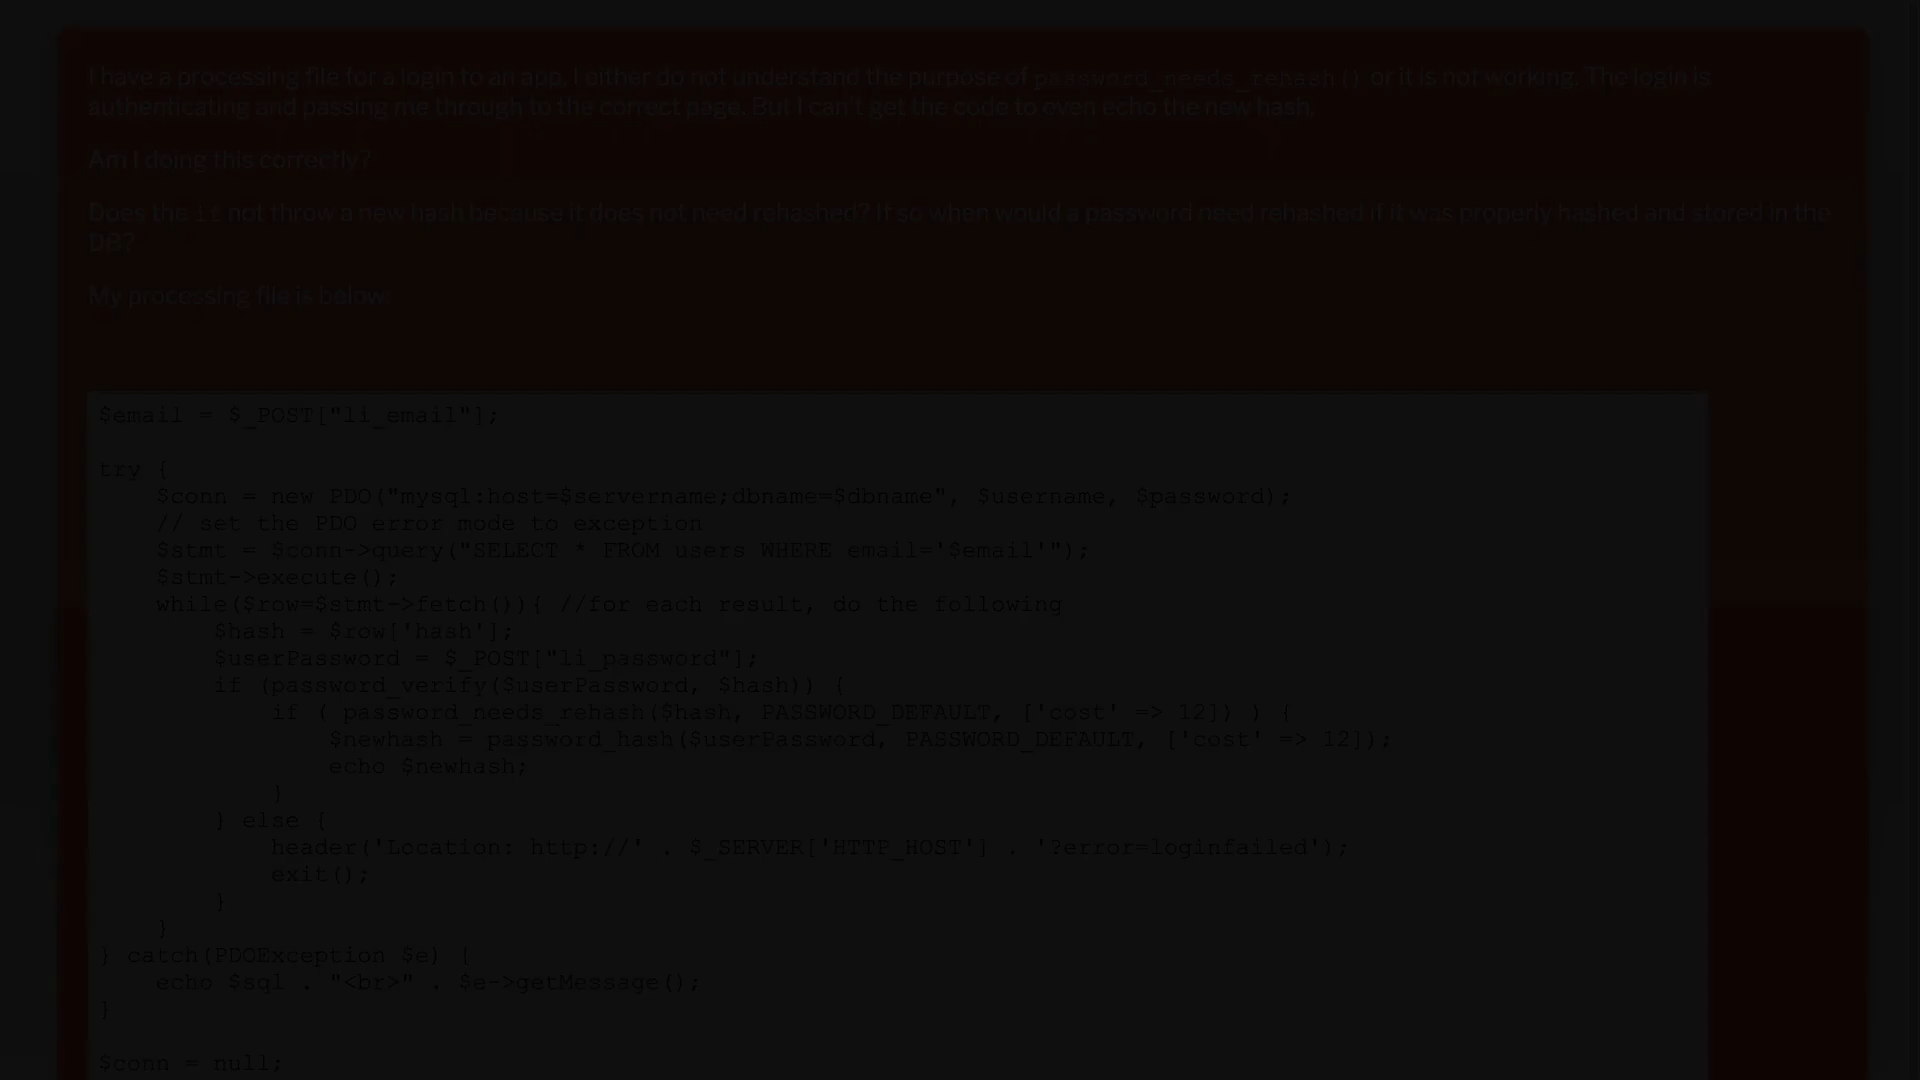 I have a processing file for a login to an app. I either do not understand the purpose of password_needs_rehash() or it is not working. The login is
authenticating and passing me through to the correct page. But I can't get the code to even echo the new hash.
Am I doing this correctly?
Does the if not throw a new hash because it does not need rehashed? If so when would a password need rehashed if it was properly hashed and stored in the
DB?
My processing file is below:
$email = $_POST["li_email"];
try {
$conn = new PDO("mysql:host=$servername;dbname=$dbname", $username, $password);
// set the PDO error mode to exception
$stmt = $conn->query("SELECT * FROM users WHERE email='$email'");
$stmt->execute();
while($row=$stmt->fetch()){ //for each result, do the following
$hash = $row['hash'];
$userPassword = $_POST["li_password"];
if (password_verify($userPassword, $hash)) {
if ( password_needs_rehash($hash, PASSWORD_DEFAULT, ['cost' => 12]) ) {
$newhash = password_hash($userPassword, PASSWORD_DEFAULT, ['cost' => 12]);
echo $newhash;
}
} else {
header('Location: http://' . $_SERVER['HTTP_HOST'] . '?error=loginfailed');
exit();
}
}
} catch(PDOException $e) {
echo $sql . "<br>" . $e->getMessage();
}
$conn = null;